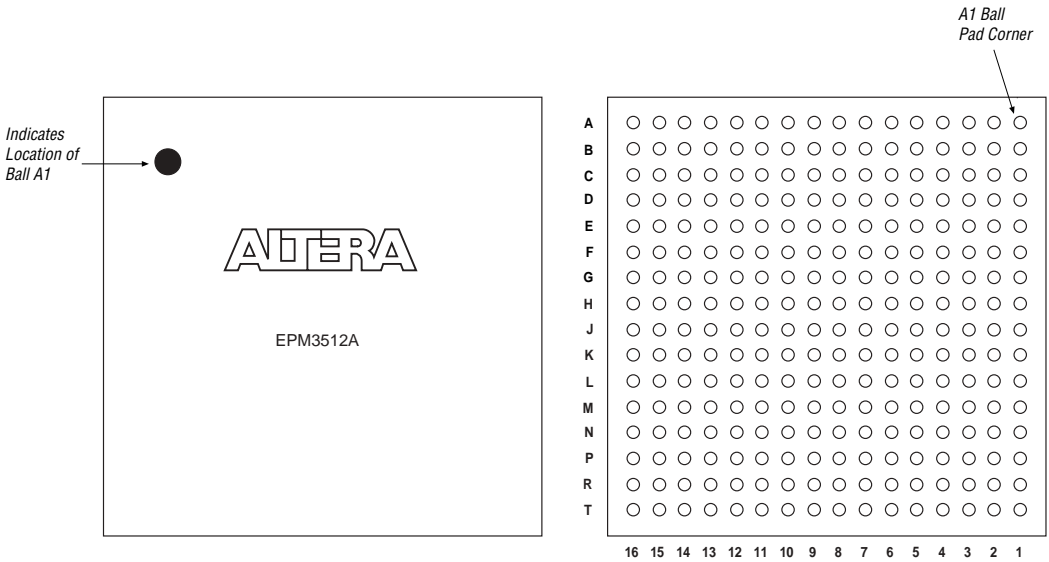 A1 Ball
Pad Corner
Indicates
Location of
Ball A1
ALTERA
EPM3512A
A
B
C
D
E
F
G
H
J
K
L
M
N
P
R
T
16 15 14 13 12 11 10 9 8 7 6 5 4 3 2 1